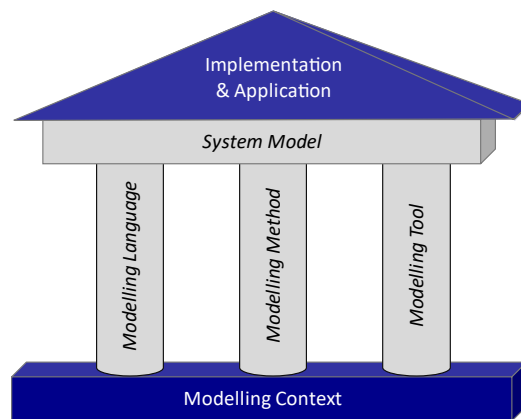 Implementation
& Application
System Model
Modelling Language
Modelling Method
Modelling Tool
Modelling Context